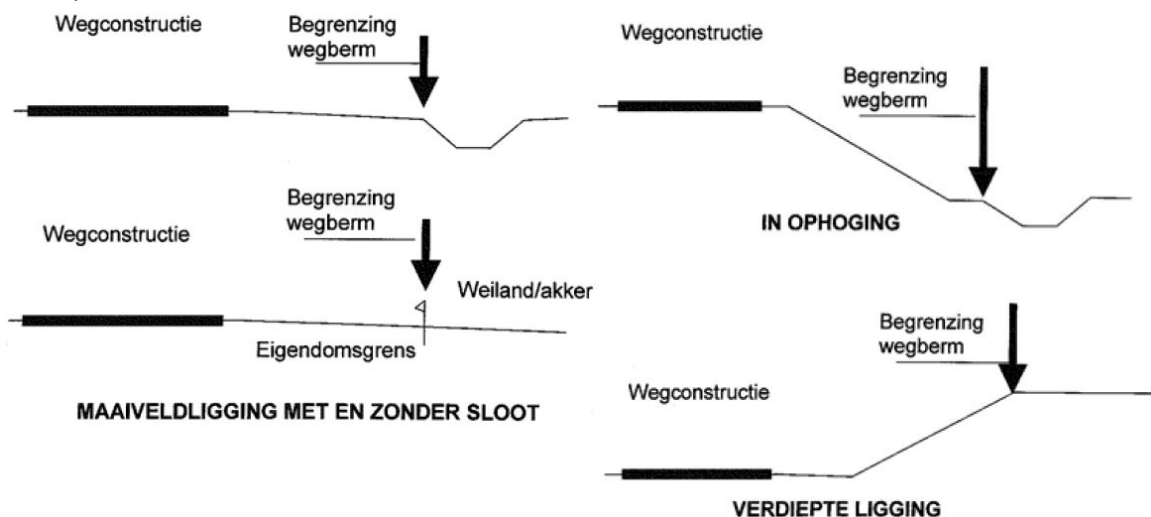 Wegconstructie
Begrenzing
wegberm
Wegconstructie
Begrenzing
wegberm
Weiland/akker
Eigendomsgrens
MAAIVELDLIGGING MET EN ZONDER SLOOT
Wegconstructie
Begrenzing
wegberm
IN OPHOGING
Begrenzing
wegberm
Wegconstructie
VERDIEPTE LIGGING